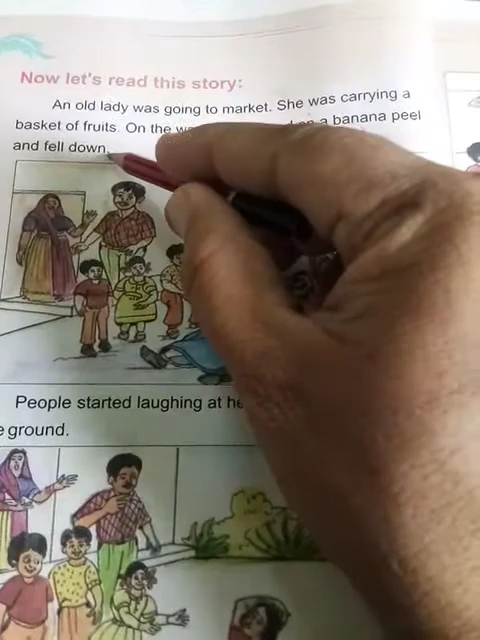 Now let's read this story:
An old lady was going to market. She was carrying a
basket of fruits. On the a banana peel
and fell down.
People started laughing at
ground.